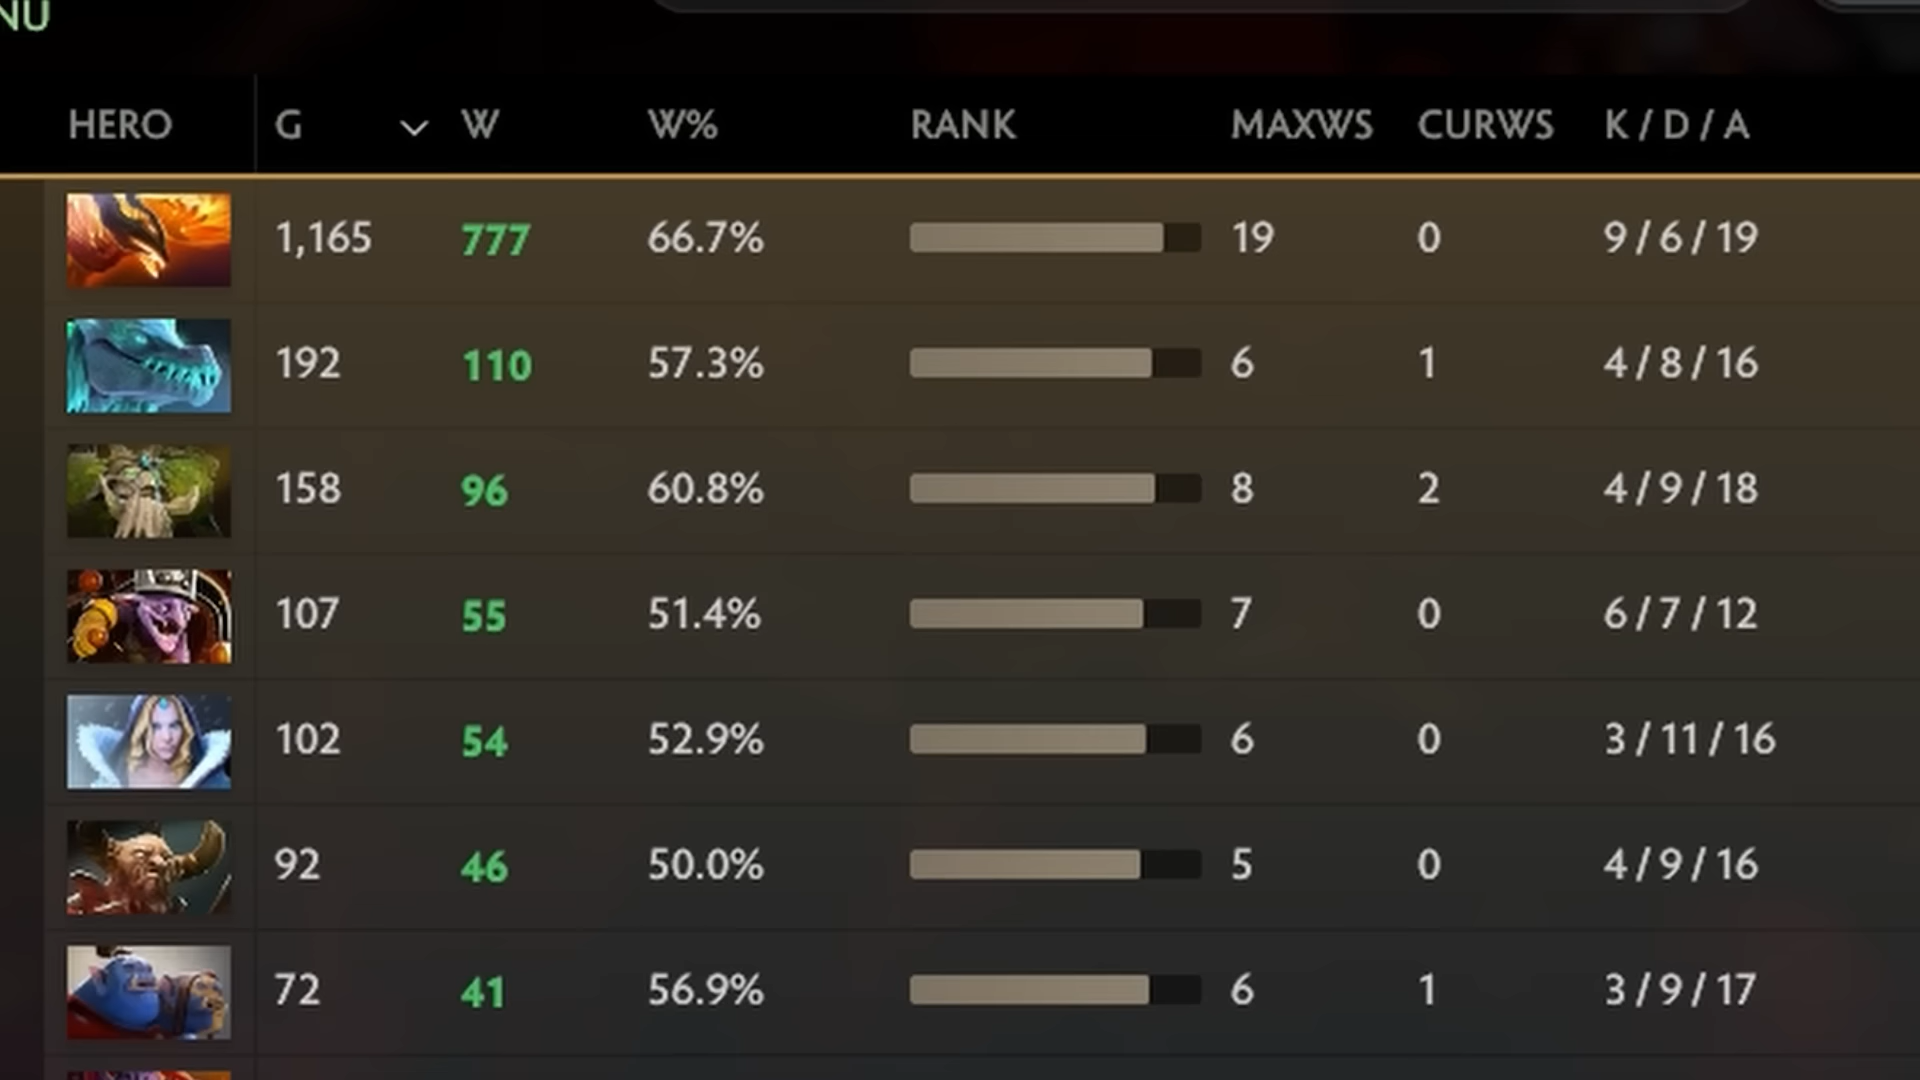 NU
HERO G W W% RANK MAXWS CURWS K / D / A
1,165 777 66.7% 19 0 9 / 6 / 19
192 110 57.3% 6 1 4 / 8 / 16
158 96 60.8% 8 2 4 / 9 / 18
107 55 51.4% 7 0 6 / 7 / 12
102 54 52.9% 6 0 3 / 11 / 16
92 46 50.0% 5 0 4 / 9 / 16
72 41 56.9% 6 1 3 / 9 / 17